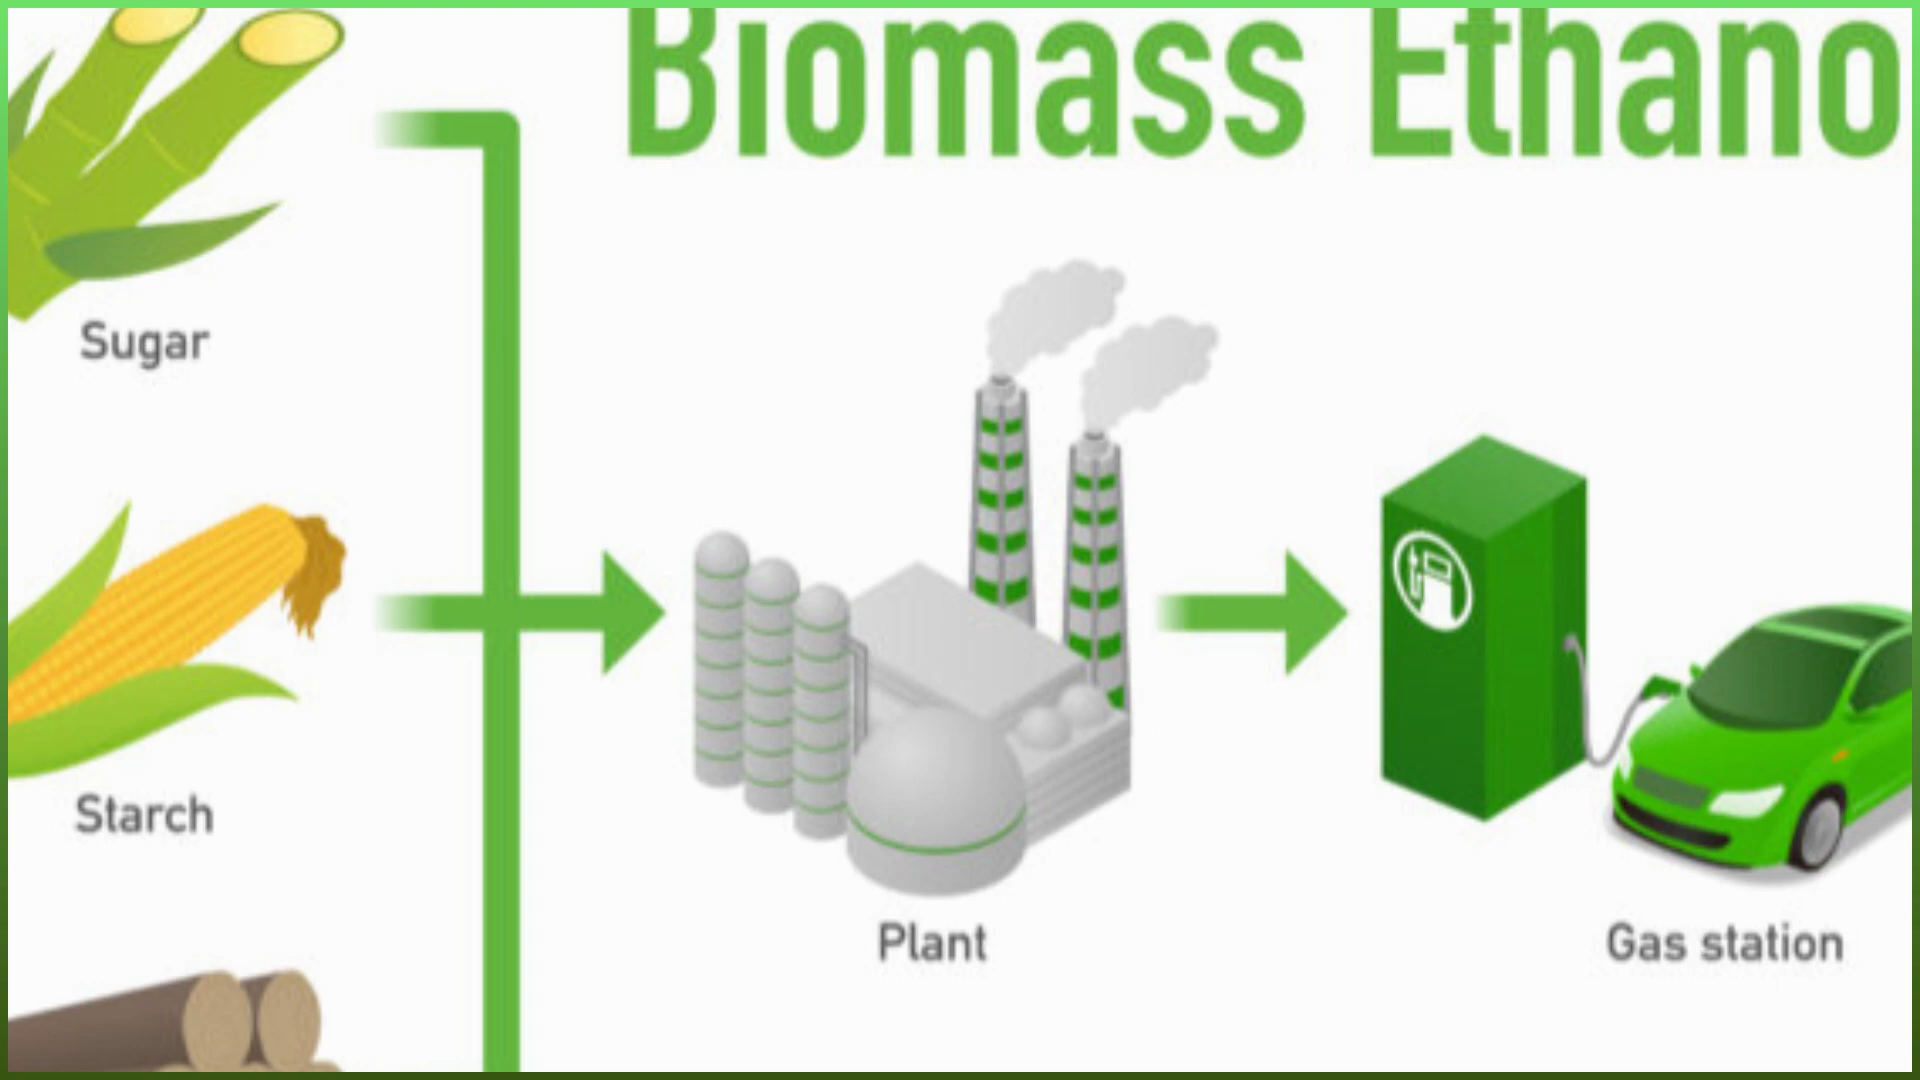 Biomass Ethano
Sugar
Starch
Plant
Gas station